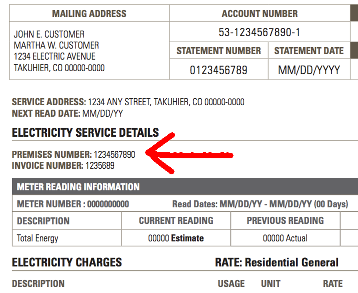 MAILING ADDRESS
ACCOUNT NUMBER
JOHN E. CUSTOMER
MARTHA W. CUSTOMER
1234 ELECTRIC AVENUE
TAKUHIER, CO 00000-0000
53-1234567890-1
STATEMENT NUMBER STATEMENT DATE
0123456789 MM/DD/YYYY
SERVICE ADDRESS: 1234 ANY STREET, TAKUHIER, CO 00000-0000
NEXT READ DATE: MM/DD/YY
ELECTRICITY SERVICE DETAILS
PREMISES NUMBER: 1234567890
INVOICE NUMBER: 1235689
METER READING INFORMATION
METER NUMBER: 0000000000 Read Dates: MM/DD/YY - MM/DD/YY (00 Days)
DESCRIPTION CURRENT READING PREVIOUS READING
Total Energy 00000 Estimate 00000 Actual
ELECTRICITY CHARGES RATE: Residential General
DESCRIPTION USAGE UNIT RATE